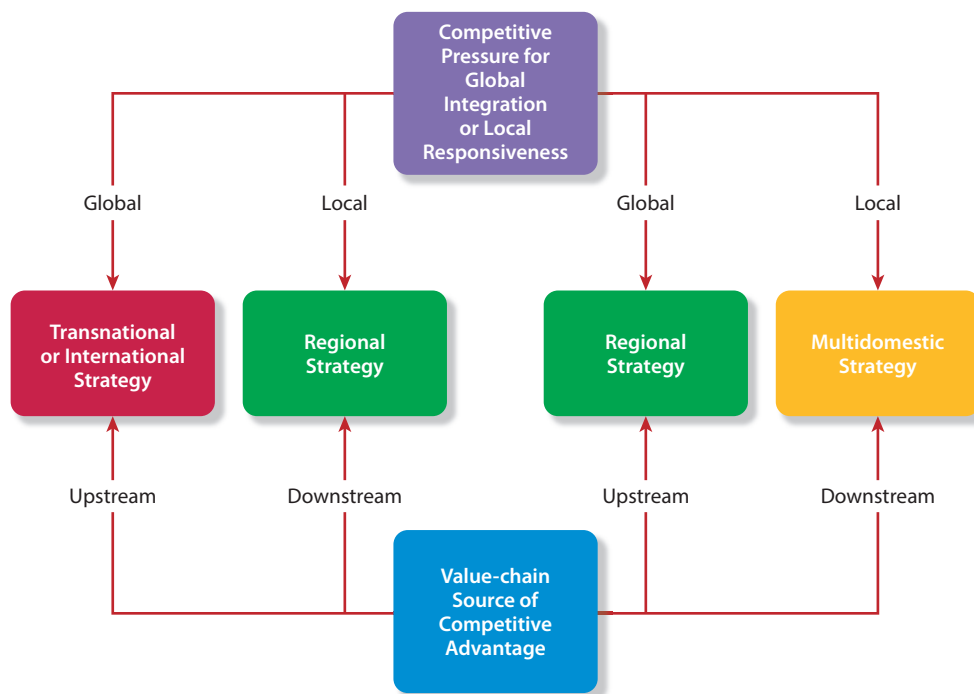 Competitive
Pressure for
Global
Integration
or Local
Responsiveness
Global
Local
Global
Local
Transnational
or International
Strategy
Regional
Strategy
Regional
Strategy
Multidomestic
Strategy
Upstream
Downstream
Upstream
Downstream
Value-chain
Source of
Competitive
Advantage